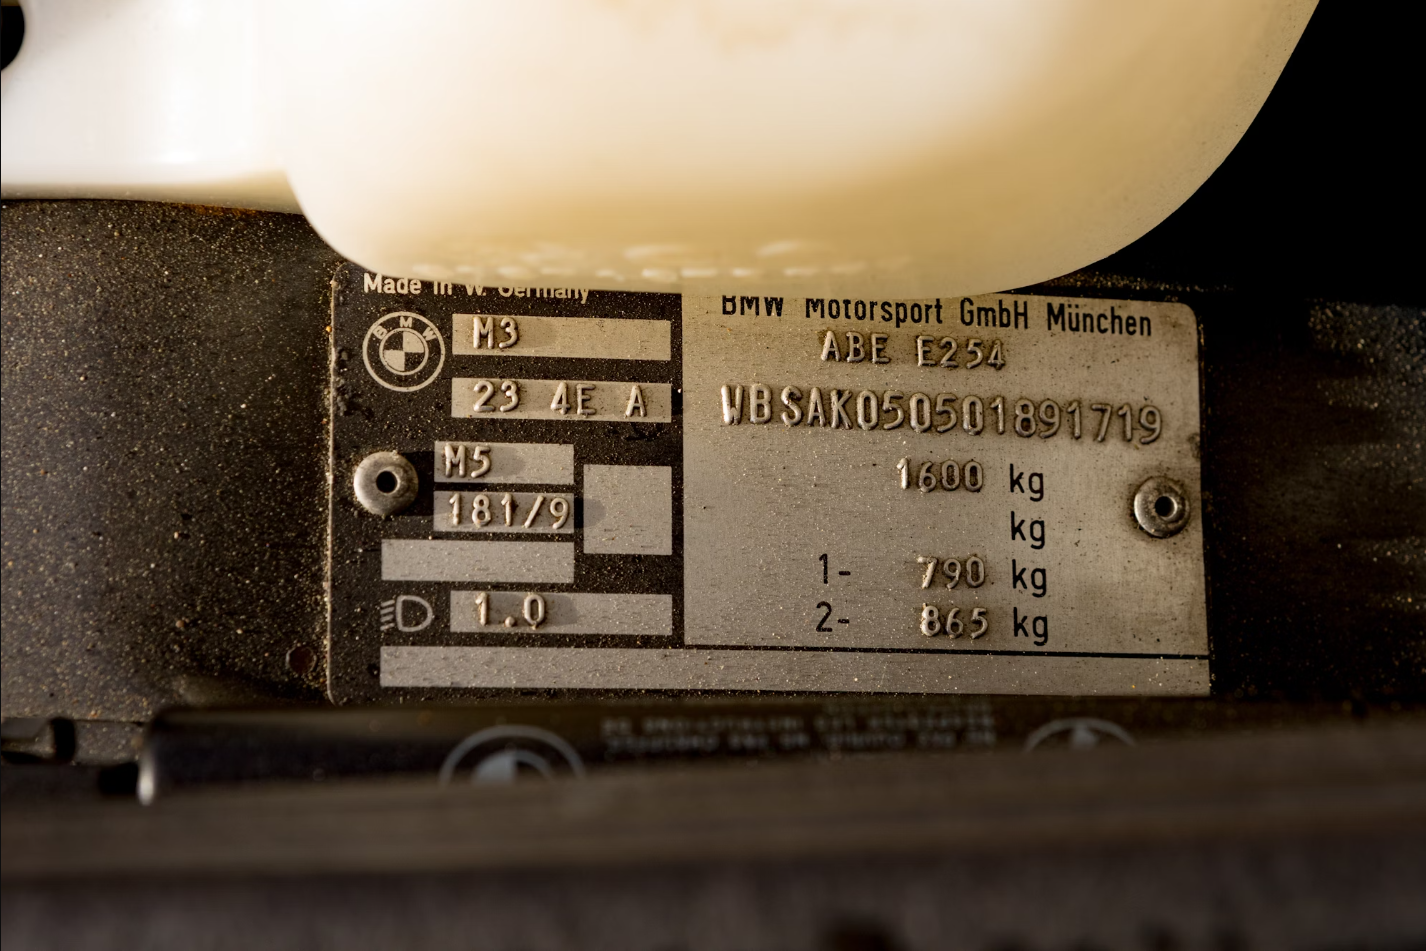 Made in W. Germany
BMW
M3
23 4E A
M5
181/9
1..0
BMW Motorsport GmbH München
ABE E254
WBSAK050501891719
1600 kg
kg
1- 790 kg
2- 865 kg